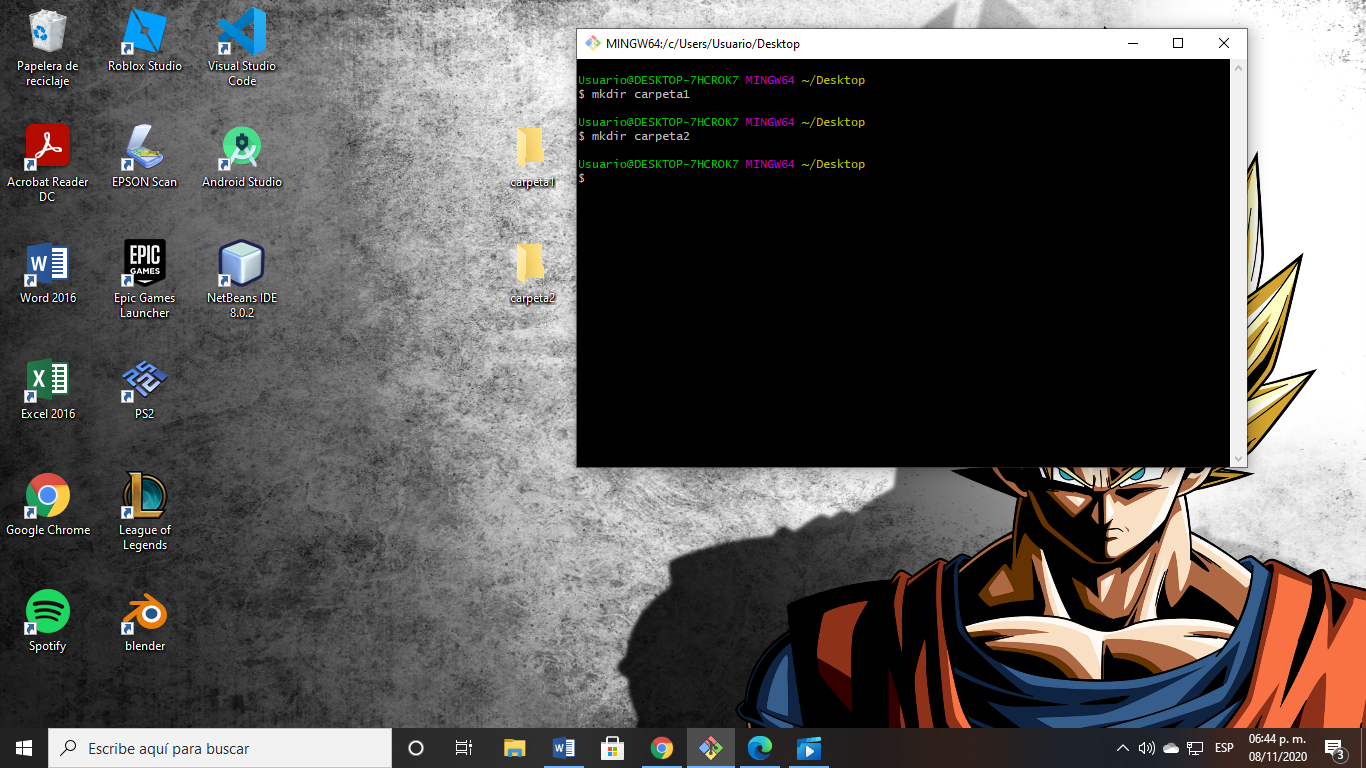 Papelera de
reciclaje
Roblox Studio
Visual Studio
Code
Acrobat Reader
DC
EPSON Scan
Android Studio
Word 2016
EPIC
GAMES
Epic Games
Launcher
NetBeans IDE
8.0.2
Excel 2016
PS2
Google Chrome
League of
Legends
Spotify
blender
carpeta1
carpeta2
MINGW64:/c/Users/Usuario/Desktop
Usuario@DESKTOP-7HCROK7 MINGW64 ~/Desktop
$ mkdir carpeta1
Usuario@DESKTOP-7HCROK7 MINGW64 ~/Desktop
$ mkdir carpeta2
Usuario@DESKTOP-7HCROK7 MINGW64 ~/Desktop
$
Escribe aquí para buscar
ESP
06:44 p. m.
08/11/2020
3